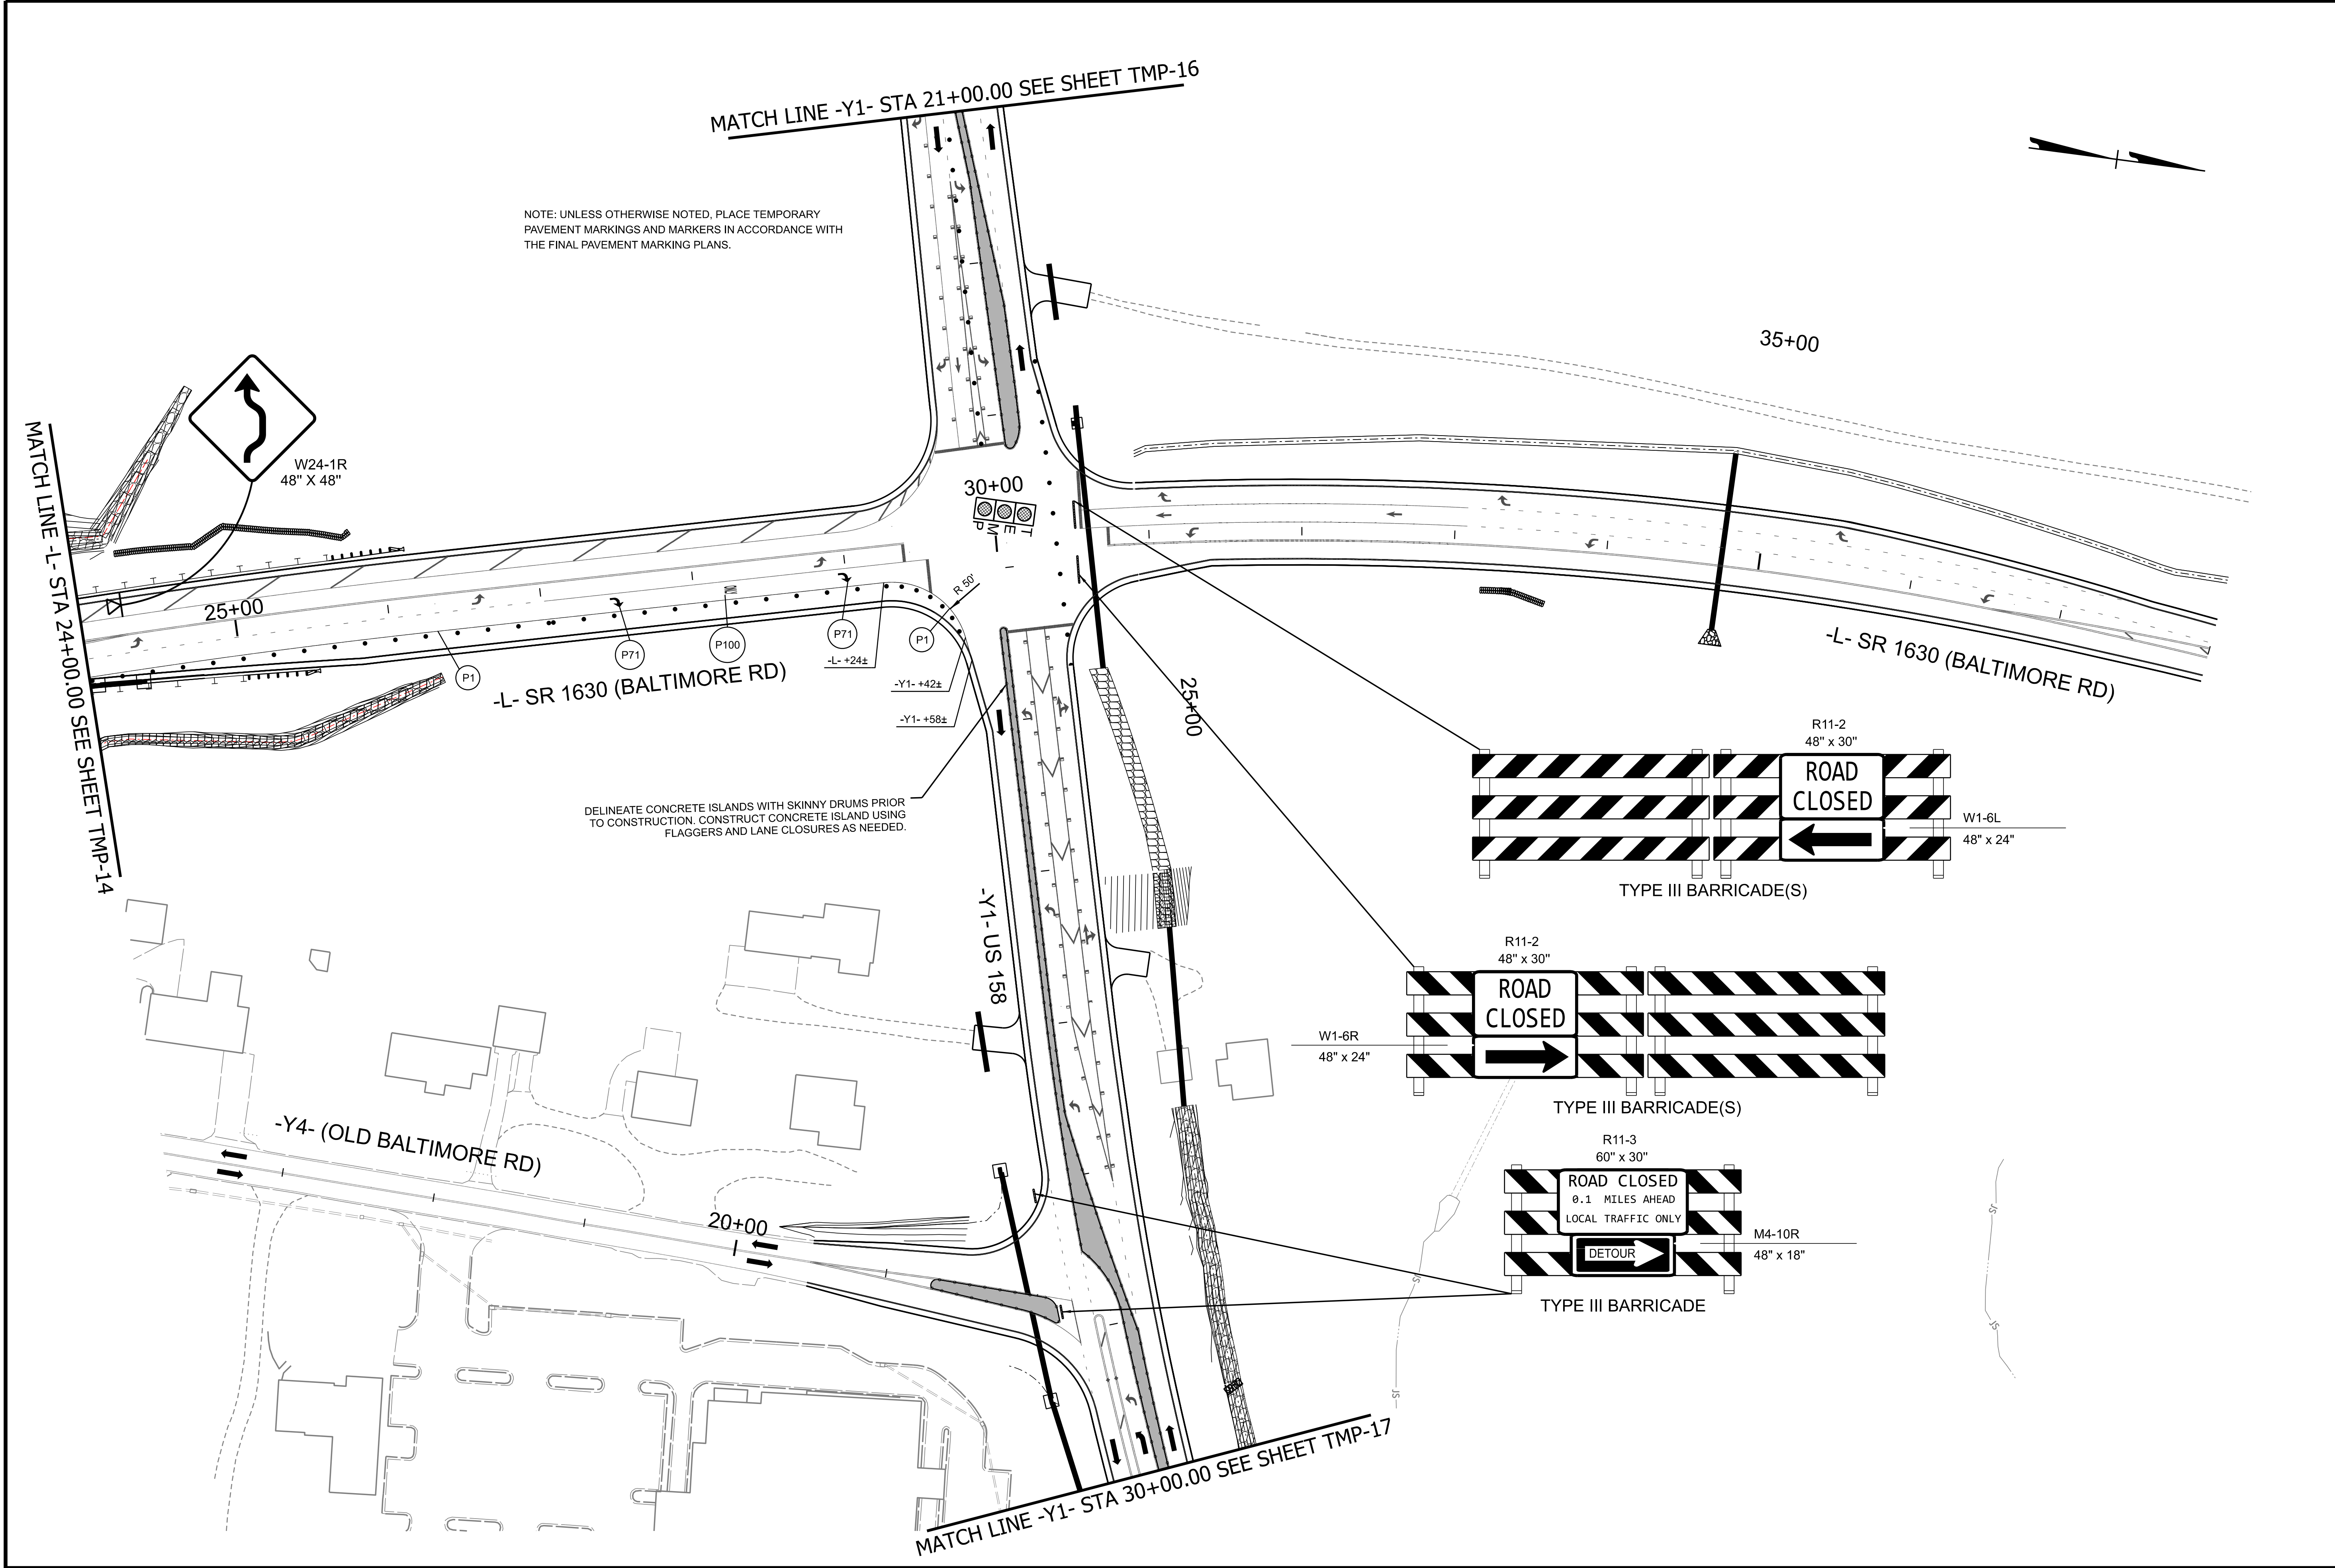 MATCH LINE -Y1- STA 21+00.00 SEE SHEET TMP-16
NOTE: UNLESS OTHERWISE NOTED, PLACE TEMPORARY
PAVEMENT MARKINGS AND MARKERS IN ACCORDANCE WITH
THE FINAL PAVEMENT MARKING PLANS.
35+00
MATCH LINE -L- STA 24+00.00 SEE SHEET TMP-14
W24-1R
48" X 48"
30+00
TEMP
25+00
R 50'
P1
P71
P100
P71
P1
-L- +24±
-Y1- +42±
-Y1- +58±
-L- SR 1630 (BALTIMORE RD)
-L- SR 1630 (BALTIMORE RD)
25+00
DELINEATE CONCRETE ISLANDS WITH SKINNY DRUMS PRIOR
TO CONSTRUCTION. CONSTRUCT CONCRETE ISLAND USING
FLAGGERS AND LANE CLOSURES AS NEEDED.
R11-2
48" x 30"
ROAD
CLOSED
W1-6L
48" x 24"
TYPE III BARRICADE(S)
-Y1- US 158
R11-2
48" x 30"
ROAD
CLOSED
W1-6R
48" x 24"
TYPE III BARRICADE(S)
-Y4- (OLD BALTIMORE RD)
20+00
R11-3
60" x 30"
ROAD CLOSED
0.1 MILES AHEAD
LOCAL TRAFFIC ONLY
DETOUR
M4-10R
48" x 18"
TYPE III BARRICADE
JS
JS
JS
JS
MATCH LINE -Y1- STA 30+00.00 SEE SHEET TMP-17